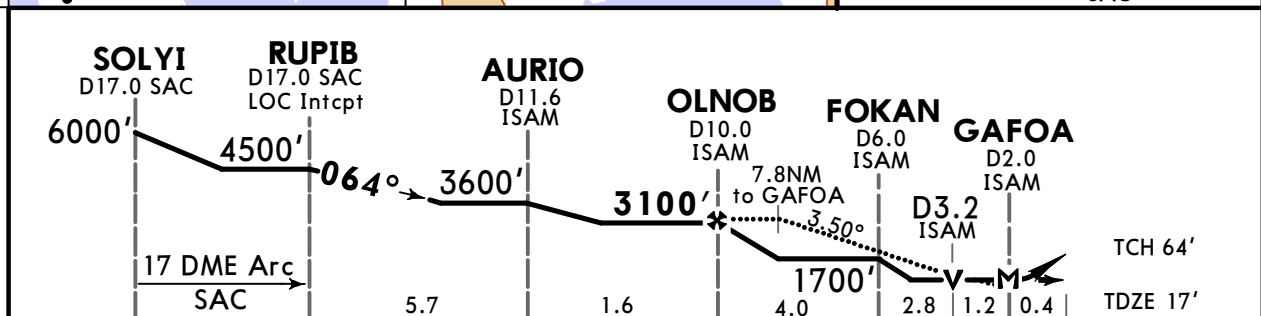 SOLYI
D17.0 SAC
6000'
RUPIB
D17.0 SAC
LOC Intcpt
4500'
064°
AURIO
D11.6
ISAM
3600'
OLNOB
D10.0
ISAM
3100'
7.8NM
to GAFOA
3.50°
FOKAN
D6.0
ISAM
1700'
GAFOA
D2.0
ISAM
D3.2
ISAM
V
M
TCH 64'
TDZE 17'
17 DME Arc
SAC
5.7
1.6
4.0
2.8
1.2
0.4